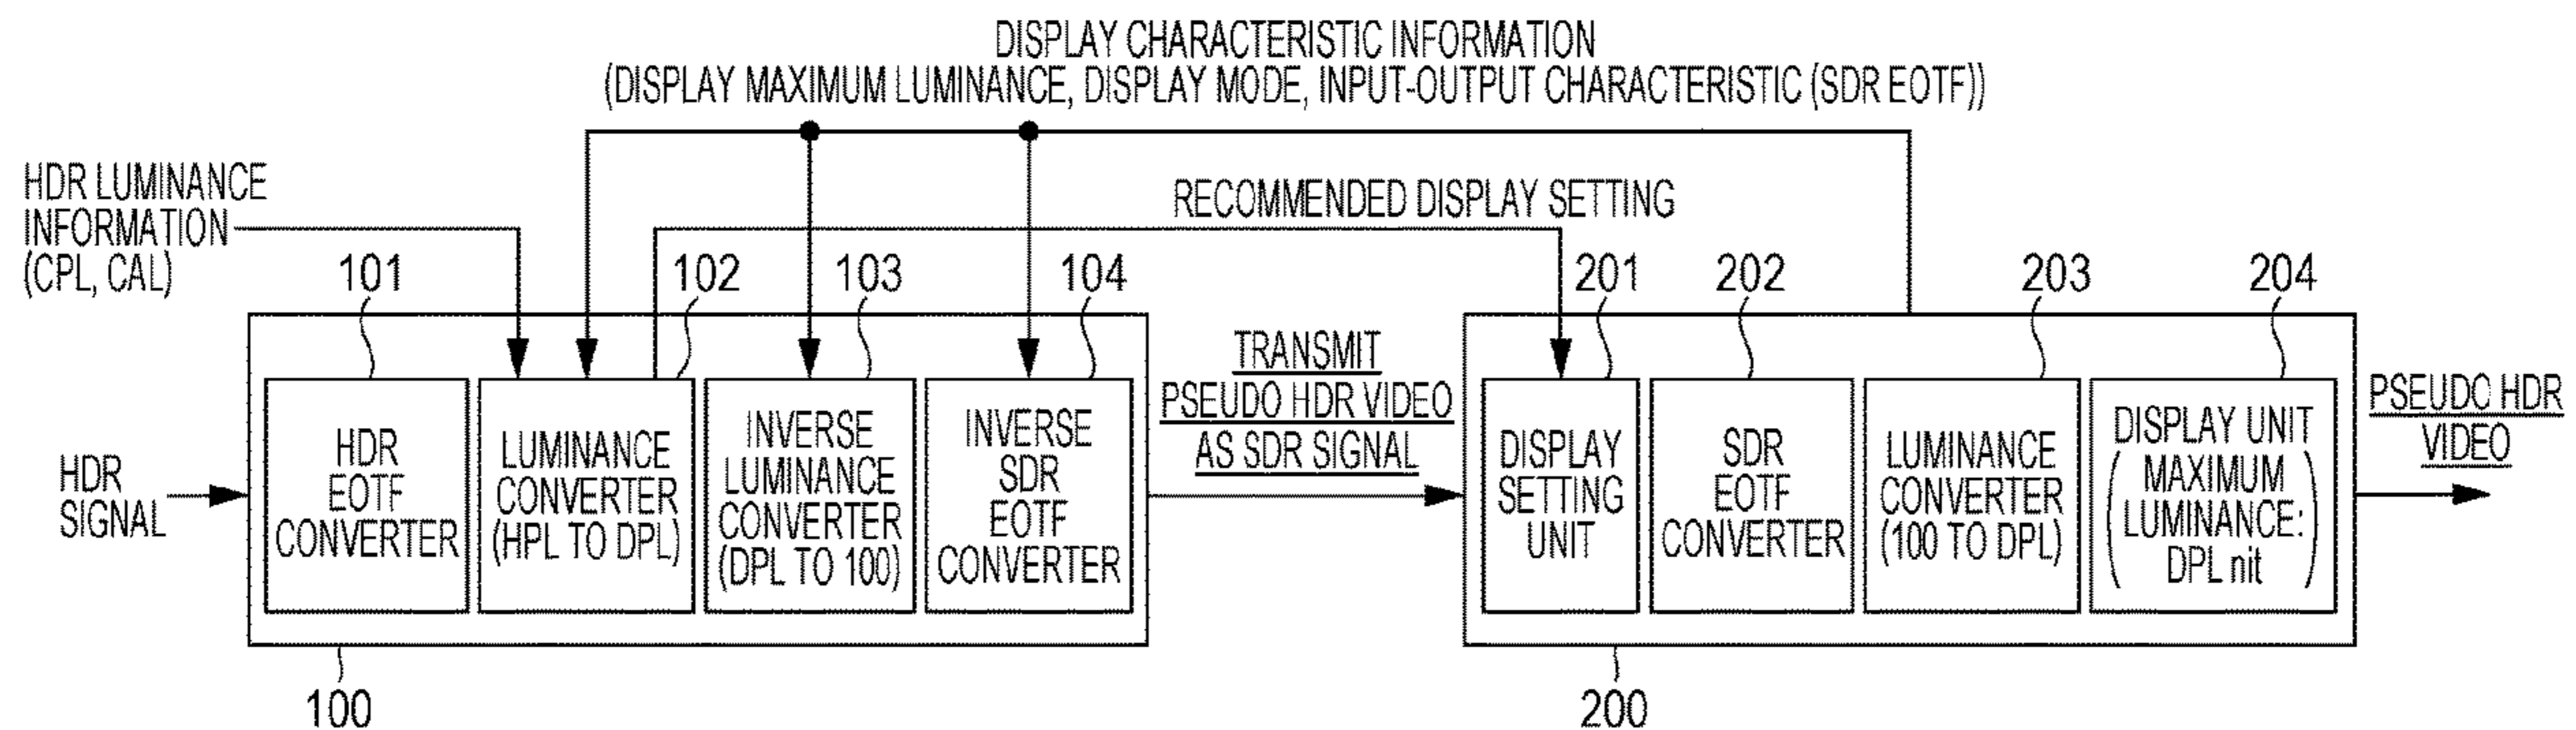 DISPLAY CHARACTERISTIC INFORMATION
(DISPLAY MAXIMUM LUMINANCE, DISPLAY MODE, INPUT-OUTPUT CHARACTERISTIC (SDR EOTF))
HDR LUMINANCE
INFORMATION
(CPL, CAL)
RECOMMENDED DISPLAY SETTING
101
102
103
104
201
202
203
204
HDR
SIGNAL
HDR
EOTF
CONVERTER
LUMINANCE
CONVERTER
(HPL TO DPL)
INVERSE
LUMINANCE
CONVERTER
(DPL TO 100)
INVERSE
SDR
EOTF
CONVERTER
TRANSMIT
PSEUDO HDR VIDEO
AS SDR SIGNAL
DISPLAY
SETTING
UNIT
SDR
EOTF
CONVERTER
LUMINANCE
CONVERTER
(100 TO DPL)
DISPLAY UNIT
(MAXIMUM
LUMINANCE:
DPL nit)
PSEUDO HDR
VIDEO
100
200